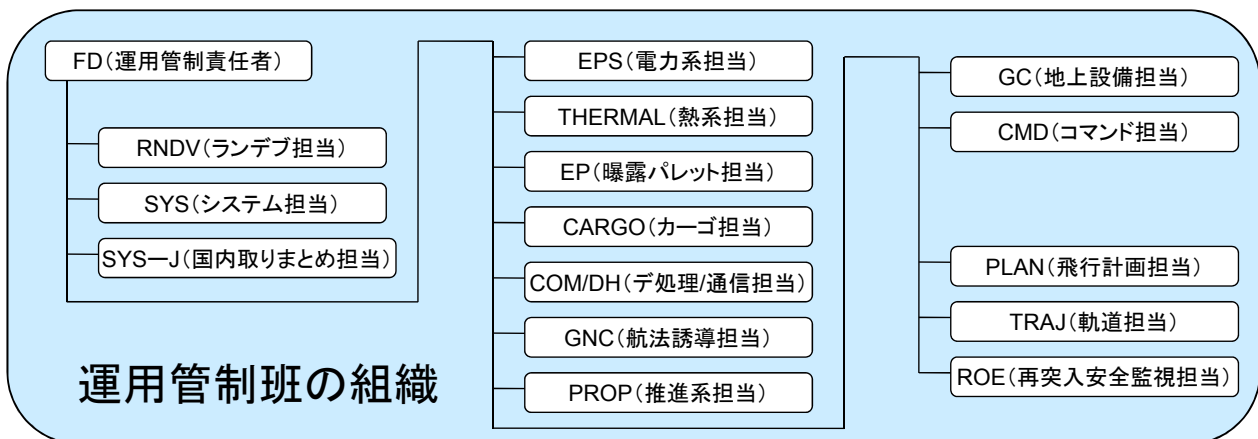 FD(運用管制責任者)
RNDV(ランデブ担当)
SYS(システム担当)
SYSーJ(国内取りまとめ担当)
EPS(電力系担当)
THERMAL(熱系担当)
EP(曝露パレット担当)
CARGO(カーゴ担当)
COM/DH(デ処理/通信担当)
GNC(航法誘導担当)
PROP(推進系担当)
GC(地上設備担当)
CMD(コマンド担当)
PLAN(飛行計画担当)
TRAJ(軌道担当)
ROE(再突入安全監視担当)
運用管制班の組織